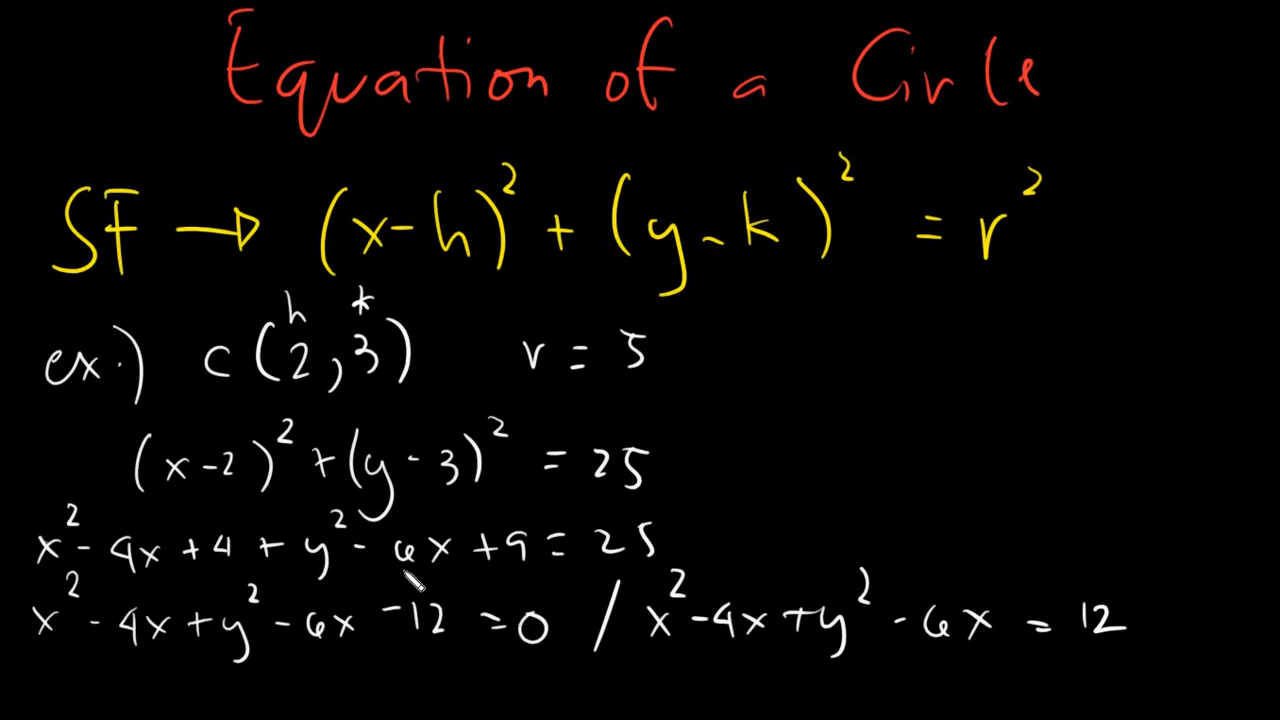 Equation of a Circle
SF → (x-h)² + (y-k)² = r²
h k
ex.) C(2,3) r = 5
(x-2)² + (y-3)² = 25
x² - 4x + 4 + y² - 6x + 9 = 25
x² - 4x + y² - 6x - 12 = 0 / x² - 4x + y² - 6x = 12